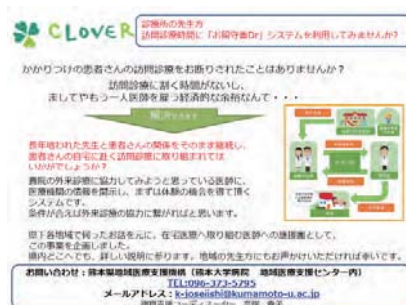 CLOVER
診療所の先生方
訪問診療時間に「お留守番Dr」システムを利用してみませんか？
かかりつけの患者さんの訪問診療をお断りされたことはありませんか？
訪問診療に割く時間がないし、
ましてやもう一人医師を雇う経済的な余裕なんて・・・
長年培われた先生と患者さんの関係をそのまま継続し、
患者さんの自宅に赴く訪問診療に取り組まれては
いかがでしょうか？
貴院の外来診療に協力してみようと思っている医師に、
医療機関の情報を開示し、まずは体験の機会を得て頂く
システムです。
条件が合えば外来診療の協力に繋がればと思います。
県下各地域で伺ったお話を元に、在宅医療へ取り組む医師への支援策として、
この事業を企画しました。
県内どこへでも、詳しい説明に参ります。地域の先生方にもお声かけいただければ幸いです。
お問い合わせ：熊本県地域医療支援機構（熊本大学病院 地域医療支援センター内）
TEL:096-373-5795
メールアドレス：k-joseiishi@kumamoto-u.ac.jp